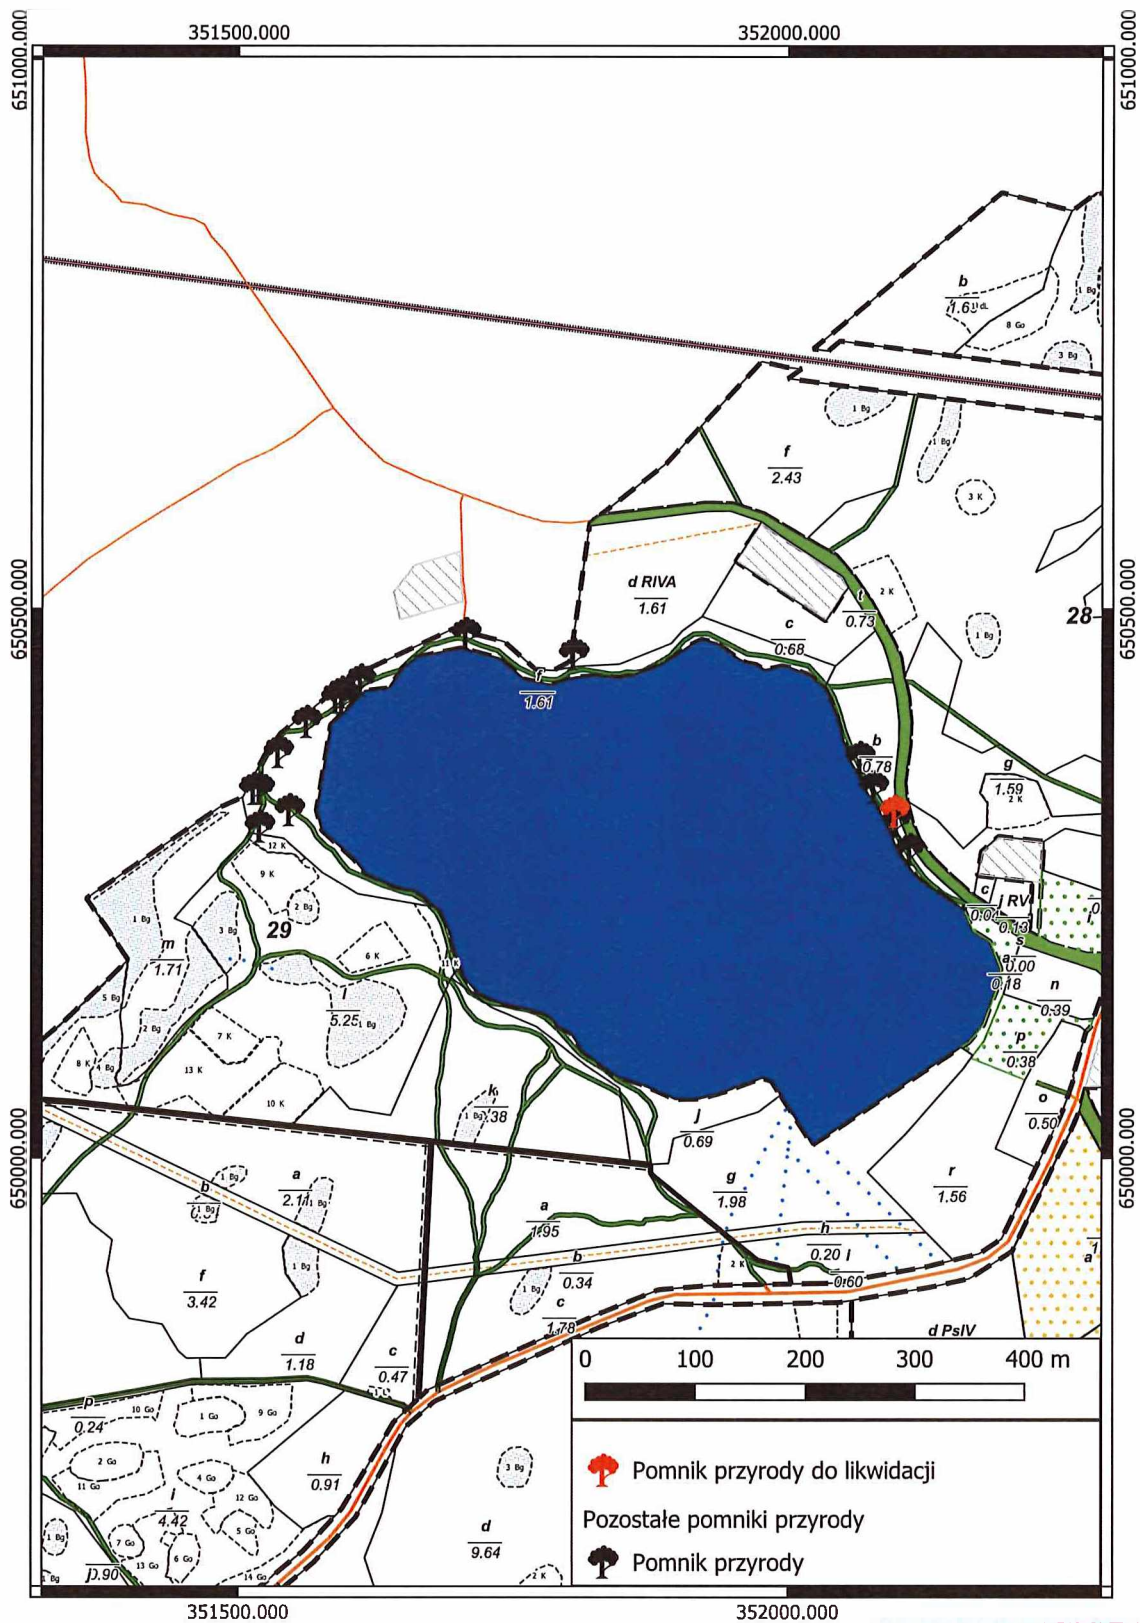 351500.000
352000.000
651000.000
651000.000
b
1 Bg
8 Go
3 Bg
1 Bg
f
2.43
1 Bg
3 K
d RIVA
1.61
2 K
t
0.73
650500.000
650500.000
c
0.68
28
1 Bg
f
1.61
b
0.78
g
1.59
2 K
12 K
9 K
2 Bg
c
j RV
0.13
29
1 Bg
3 Bg
m
1.71
6 K
11 K
s
a
0.00
0.18
n
0.39
5 Bg
2 Bg
5.25
1 Bg
7 K
p
0.38
8 K
4 Bg
13 K
10 K
k
1 Bg
j
0.69
o
0.50
650000.000
650000.000
a
1 Bg
b
1 Bg
1 Bg
g
1.98
r
1.56
a
1.95
h
0.20
l
0.60
b
0.34
2 K
1 Bg
1 Bg
f
3.42
c
1.78
a
d
1.18
c
0.47
d PsIV
0 100 200 300 400 m
p
0.24
10 Go
1 Go
9 Go
2 Go
4 Go
11 Go
12 Go
h
0.91
3 Bg
Pomnik przyrody do likwidacji
4.42
5 Go
1 Bg
7 Go
6 Go
13 Go
14 Go
Pozostałe pomniki przyrody
d
9.64
2 K
Pomnik przyrody
351500.000
352000.000